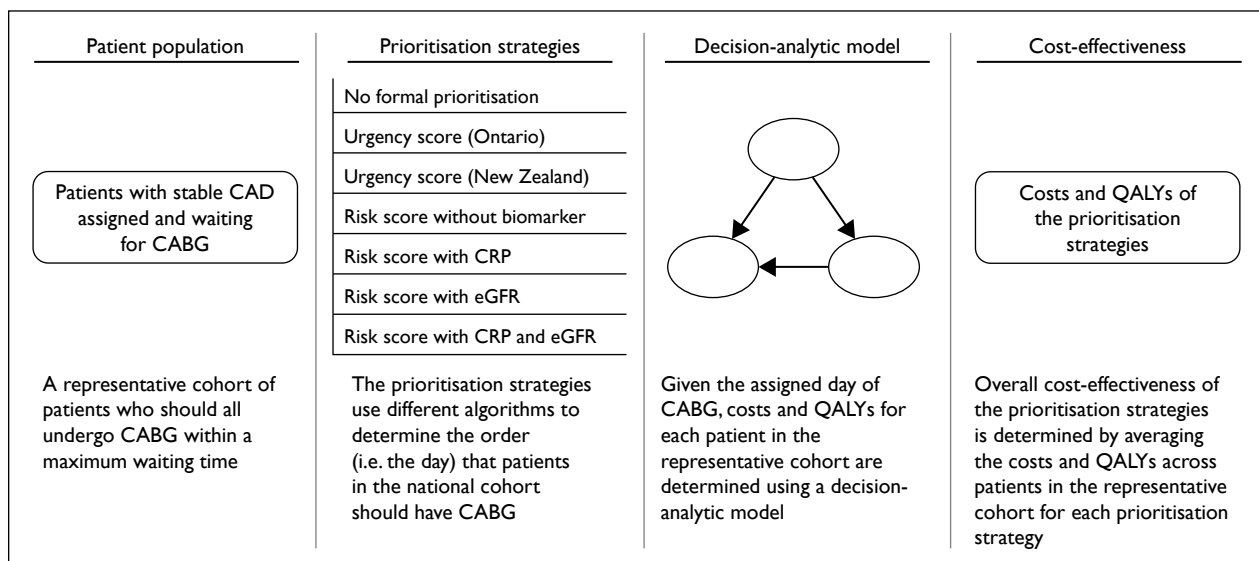 Patient population
Patients with stable CAD
assigned and waiting
for CABG
A representative cohort of
patients who should all
undergo CABG within a
maximum waiting time
Prioritisation strategies
No formal prioritisation
Urgency score (Ontario)
Urgency score (New Zealand)
Risk score without biomarker
Risk score with CRP
Risk score with eGFR
Risk score with CRP and eGFR
The prioritisation strategies
use different algorithms to
determine the order
(i.e. the day) that patients
in the national cohort
should have CABG
Decision-analytic model
Given the assigned day of
CABG, costs and QALYs for
each patient in the
representative cohort are
determined using a decision-
analytic model
Cost-effectiveness
Costs and QALYs of
the prioritisation
strategies
Overall cost-effectiveness of
the prioritisation strategies
is determined by averaging
the costs and QALYs across
patients in the representative
cohort for each prioritisation
strategy